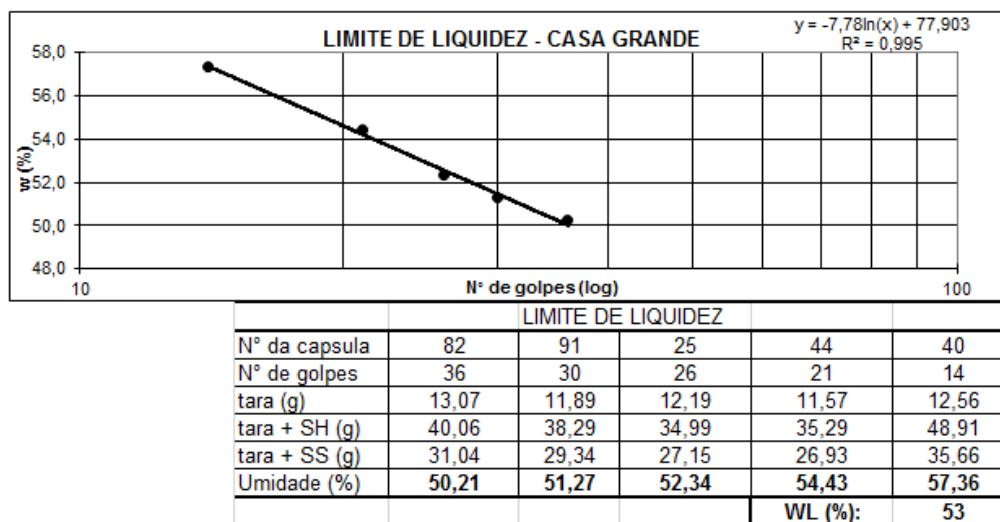 LIMITE DE LIQUIDEZ - CASA GRANDE
y = -7,78ln(x) + 77,903
R² = 0,995
58,0
56,0
54,0
52,0
50,0
48,0
w (%)
10
N° de golpes (log)
100
LIMITE DE LIQUIDEZ
N° da capsula 82 91 25 44 40
N° de golpes 36 30 26 21 14
tara (g) 13,07 11,89 12,19 11,57 12,56
tara + SH (g) 40,06 38,29 34,99 35,29 48,91
tara + SS (g) 31,04 29,34 27,15 26,93 35,66
Umidade (%) 50,21 51,27 52,34 54,43 57,36
WL (%): 53